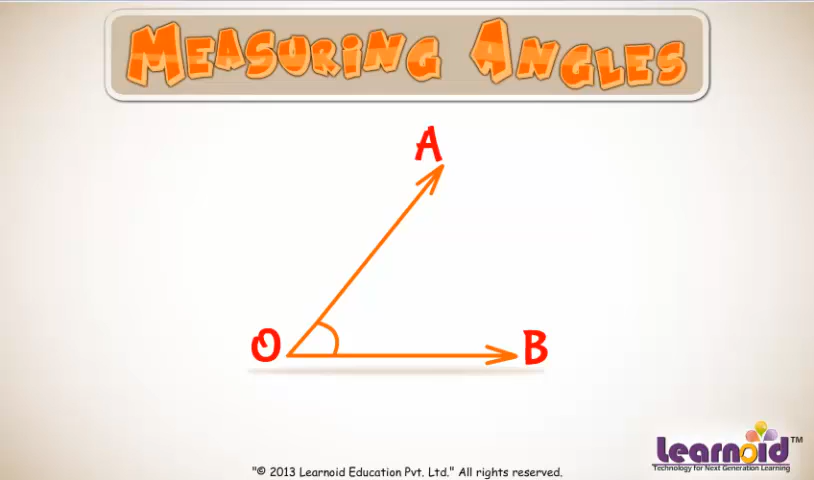 MEASURING ANGLES
A
O
B
Learnoid™
Technology for Next Generation Learning
"© 2013 Learnoid Education Pvt. Ltd." All rights reserved.